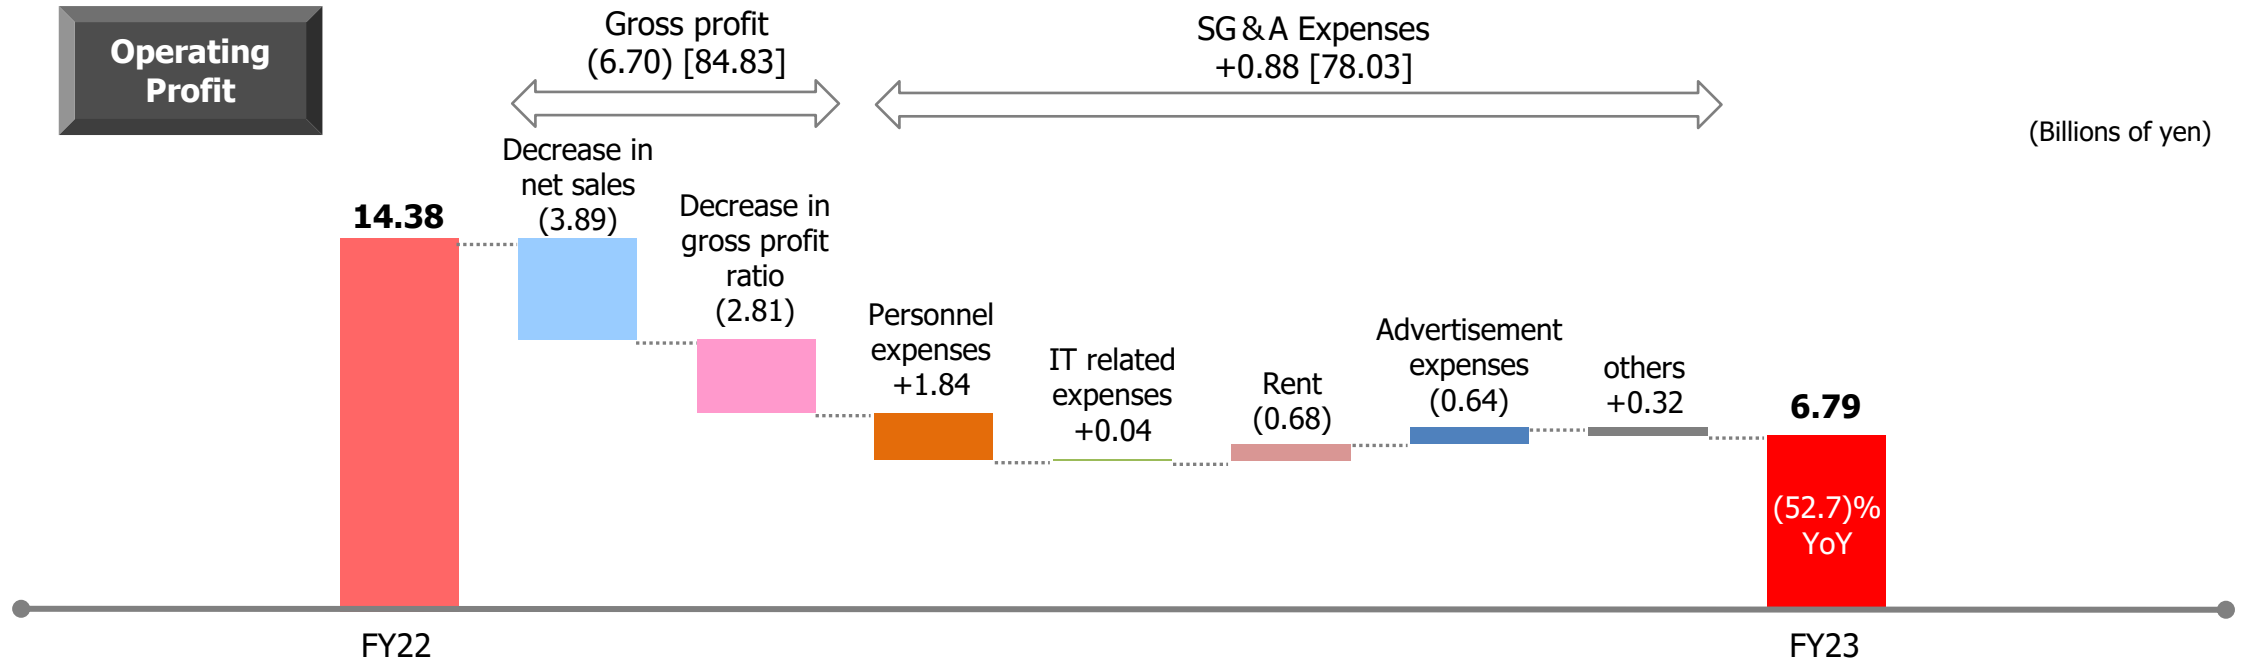 Operating
Profit
Gross profit
(6.70) [84.83]
SG&A Expenses
+0.88 [78.03]
(Billions of yen)
14.38
Decrease in
net sales
(3.89)
Decrease in
gross profit
ratio
(2.81)
Personnel
expenses
+1.84
IT related
expenses
+0.04
Rent
(0.68)
Advertisement
expenses
(0.64)
others
+0.32
6.79
(52.7)%
YoY
FY22
FY23